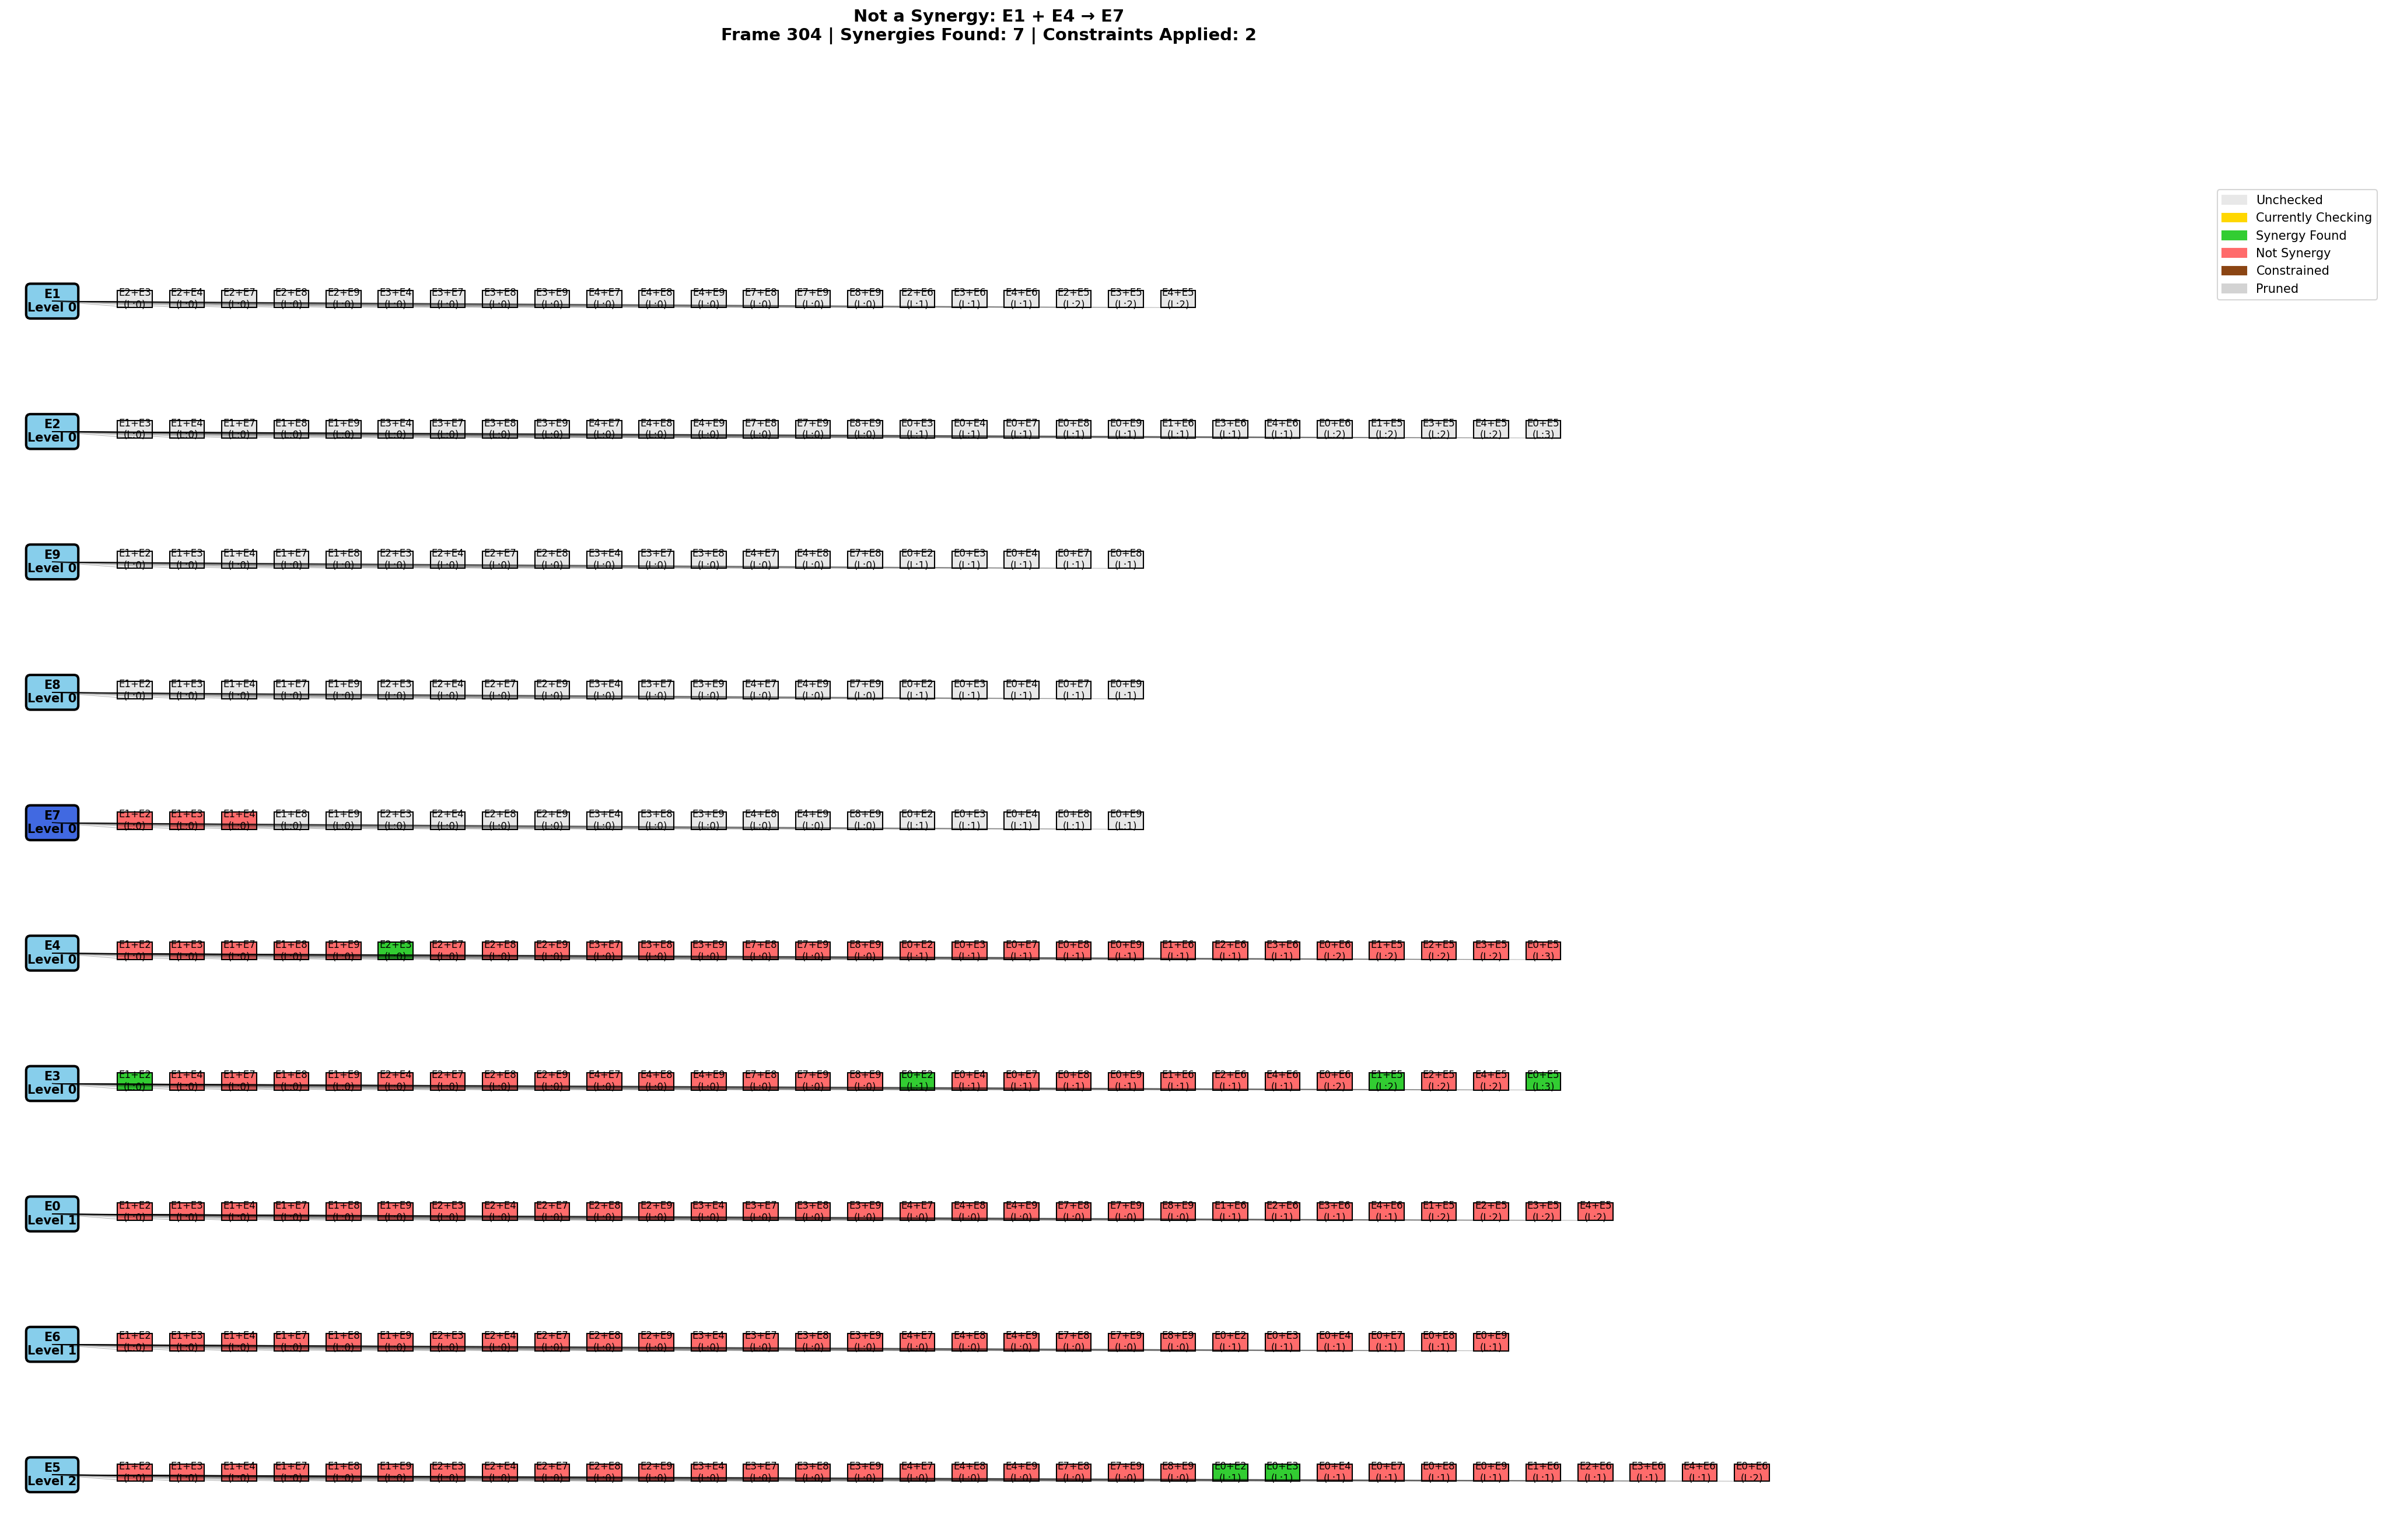 Not a Synergy: E1 + E4 → E7
Frame 304 | Synergies Found: 7 | Constraints Applied: 2
Unchecked
Currently Checking
Synergy Found
Not Synergy
Constrained
Pruned
E1
Level 0
E2+E3 E2+E4 E2+E7 E2+E8 E2+E9 E3+E4 E3+E7 E3+E8 E3+E9 E4+E7 E4+E8 E4+E9 E7+E8 E7+E9 E8+E9 E2+E6 E3+E6 E4+E6 E2+E5 E3+E5 E4+E5
(L:0) (L:0) (L:0) (L:0) (L:0) (L:0) (L:0) (L:0) (L:0) (L:0) (L:0) (L:0) (L:0) (L:0) (L:0) (L:1) (L:1) (L:1) (L:2) (L:2) (L:2)
E2
Level 0
E1+E3 E1+E4 E1+E7 E1+E8 E1+E9 E3+E4 E3+E7 E3+E8 E3+E9 E4+E7 E4+E8 E4+E9 E7+E8 E7+E9 E8+E9 E0+E3 E0+E4 E0+E7 E0+E8 E0+E9 E1+E6 E3+E6 E4+E6 E0+E6 E1+E5 E3+E5 E4+E5 E0+E5
(L:0) (L:0) (L:0) (L:0) (L:0) (L:0) (L:0) (L:0) (L:0) (L:0) (L:0) (L:0) (L:0) (L:0) (L:0) (L:1) (L:1) (L:1) (L:1) (L:1) (L:1) (L:1) (L:1) (L:2) (L:2) (L:2) (L:2) (L:3)
E9
Level 0
E1+E2 E1+E3 E1+E4 E1+E7 E1+E8 E2+E3 E2+E4 E2+E7 E2+E8 E3+E4 E3+E7 E3+E8 E4+E7 E4+E8 E7+E8 E0+E2 E0+E3 E0+E4 E0+E7 E0+E8
(L:0) (L:0) (L:0) (L:0) (L:0) (L:0) (L:0) (L:0) (L:0) (L:0) (L:0) (L:0) (L:0) (L:0) (L:0) (L:1) (L:1) (L:1) (L:1) (L:1)
E8
Level 0
E1+E2 E1+E3 E1+E4 E1+E7 E1+E9 E2+E3 E2+E4 E2+E7 E2+E9 E3+E4 E3+E7 E3+E9 E4+E7 E4+E9 E7+E9 E0+E2 E0+E3 E0+E4 E0+E7 E0+E9
(L:0) (L:0) (L:0) (L:0) (L:0) (L:0) (L:0) (L:0) (L:0) (L:0) (L:0) (L:0) (L:0) (L:0) (L:0) (L:1) (L:1) (L:1) (L:1) (L:1)
E7
Level 0
E1+E2 E1+E3 E1+E4 E1+E8 E1+E9 E2+E3 E2+E4 E2+E8 E2+E9 E3+E4 E3+E8 E3+E9 E4+E8 E4+E9 E8+E9 E0+E2 E0+E3 E0+E4 E0+E8 E0+E9
(L:0) (L:0) (L:0) (L:0) (L:0) (L:0) (L:0) (L:0) (L:0) (L:0) (L:0) (L:0) (L:0) (L:0) (L:0) (L:1) (L:1) (L:1) (L:1) (L:1)
E4
Level 0
E1+E2 E1+E3 E1+E7 E1+E8 E1+E9 E2+E3 E2+E7 E2+E8 E2+E9 E3+E7 E3+E8 E3+E9 E7+E8 E7+E9 E8+E9 E0+E2 E0+E3 E0+E7 E0+E8 E0+E9 E1+E6 E2+E6 E3+E6 E0+E6 E1+E5 E2+E5 E3+E5 E0+E5
(L:0) (L:0) (L:0) (L:0) (L:0) (L:0) (L:0) (L:0) (L:0) (L:0) (L:0) (L:0) (L:0) (L:0) (L:0) (L:1) (L:1) (L:1) (L:1) (L:1) (L:1) (L:1) (L:1) (L:2) (L:2) (L:2) (L:2) (L:3)
E3
Level 0
E1+E2 E1+E4 E1+E7 E1+E8 E1+E9 E2+E4 E2+E7 E2+E8 E2+E9 E4+E7 E4+E8 E4+E9 E7+E8 E7+E9 E8+E9 E0+E2 E0+E4 E0+E7 E0+E8 E0+E9 E1+E6 E2+E6 E4+E6 E0+E6 E1+E5 E2+E5 E4+E5 E0+E5
(L:0) (L:0) (L:0) (L:0) (L:0) (L:0) (L:0) (L:0) (L:0) (L:0) (L:0) (L:0) (L:0) (L:0) (L:0) (L:1) (L:1) (L:1) (L:1) (L:1) (L:1) (L:1) (L:1) (L:2) (L:2) (L:2) (L:2) (L:3)
E0
Level 1
E1+E2 E1+E3 E1+E4 E1+E7 E1+E8 E1+E9 E2+E3 E2+E4 E2+E7 E2+E8 E2+E9 E3+E4 E3+E7 E3+E8 E3+E9 E4+E7 E4+E8 E4+E9 E7+E8 E7+E9 E8+E9 E1+E6 E2+E6 E3+E6 E4+E6 E1+E5 E2+E5 E3+E5 E4+E5
(L:0) (L:0) (L:0) (L:0) (L:0) (L:0) (L:0) (L:0) (L:0) (L:0) (L:0) (L:0) (L:0) (L:0) (L:0) (L:0) (L:0) (L:0) (L:0) (L:0) (L:0) (L:1) (L:1) (L:1) (L:1) (L:2) (L:2) (L:2) (L:2)
E6
Level 1
E1+E2 E1+E3 E1+E4 E1+E7 E1+E8 E1+E9 E2+E3 E2+E4 E2+E7 E2+E8 E2+E9 E3+E4 E3+E7 E3+E8 E3+E9 E4+E7 E4+E8 E4+E9 E7+E8 E7+E9 E8+E9 E0+E2 E0+E3 E0+E4 E0+E7 E0+E8 E0+E9
(L:0) (L:0) (L:0) (L:0) (L:0) (L:0) (L:0) (L:0) (L:0) (L:0) (L:0) (L:0) (L:0) (L:0) (L:0) (L:0) (L:0) (L:0) (L:0) (L:0) (L:0) (L:1) (L:1) (L:1) (L:1) (L:1) (L:1)
E5
Level 2
E1+E2 E1+E3 E1+E4 E1+E7 E1+E8 E1+E9 E2+E3 E2+E4 E2+E7 E2+E8 E2+E9 E3+E4 E3+E7 E3+E8 E3+E9 E4+E7 E4+E8 E4+E9 E7+E8 E7+E9 E8+E9 E0+E2 E0+E3 E0+E4 E0+E7 E0+E8 E0+E9 E1+E6 E2+E6 E3+E6 E4+E6 E0+E6
(L:0) (L:0) (L:0) (L:0) (L:0) (L:0) (L:0) (L:0) (L:0) (L:0) (L:0) (L:0) (L:0) (L:0) (L:0) (L:0) (L:0) (L:0) (L:0) (L:0) (L:0) (L:1) (L:1) (L:1) (L:1) (L:1) (L:1) (L:1) (L:1) (L:1) (L:1) (L:2)